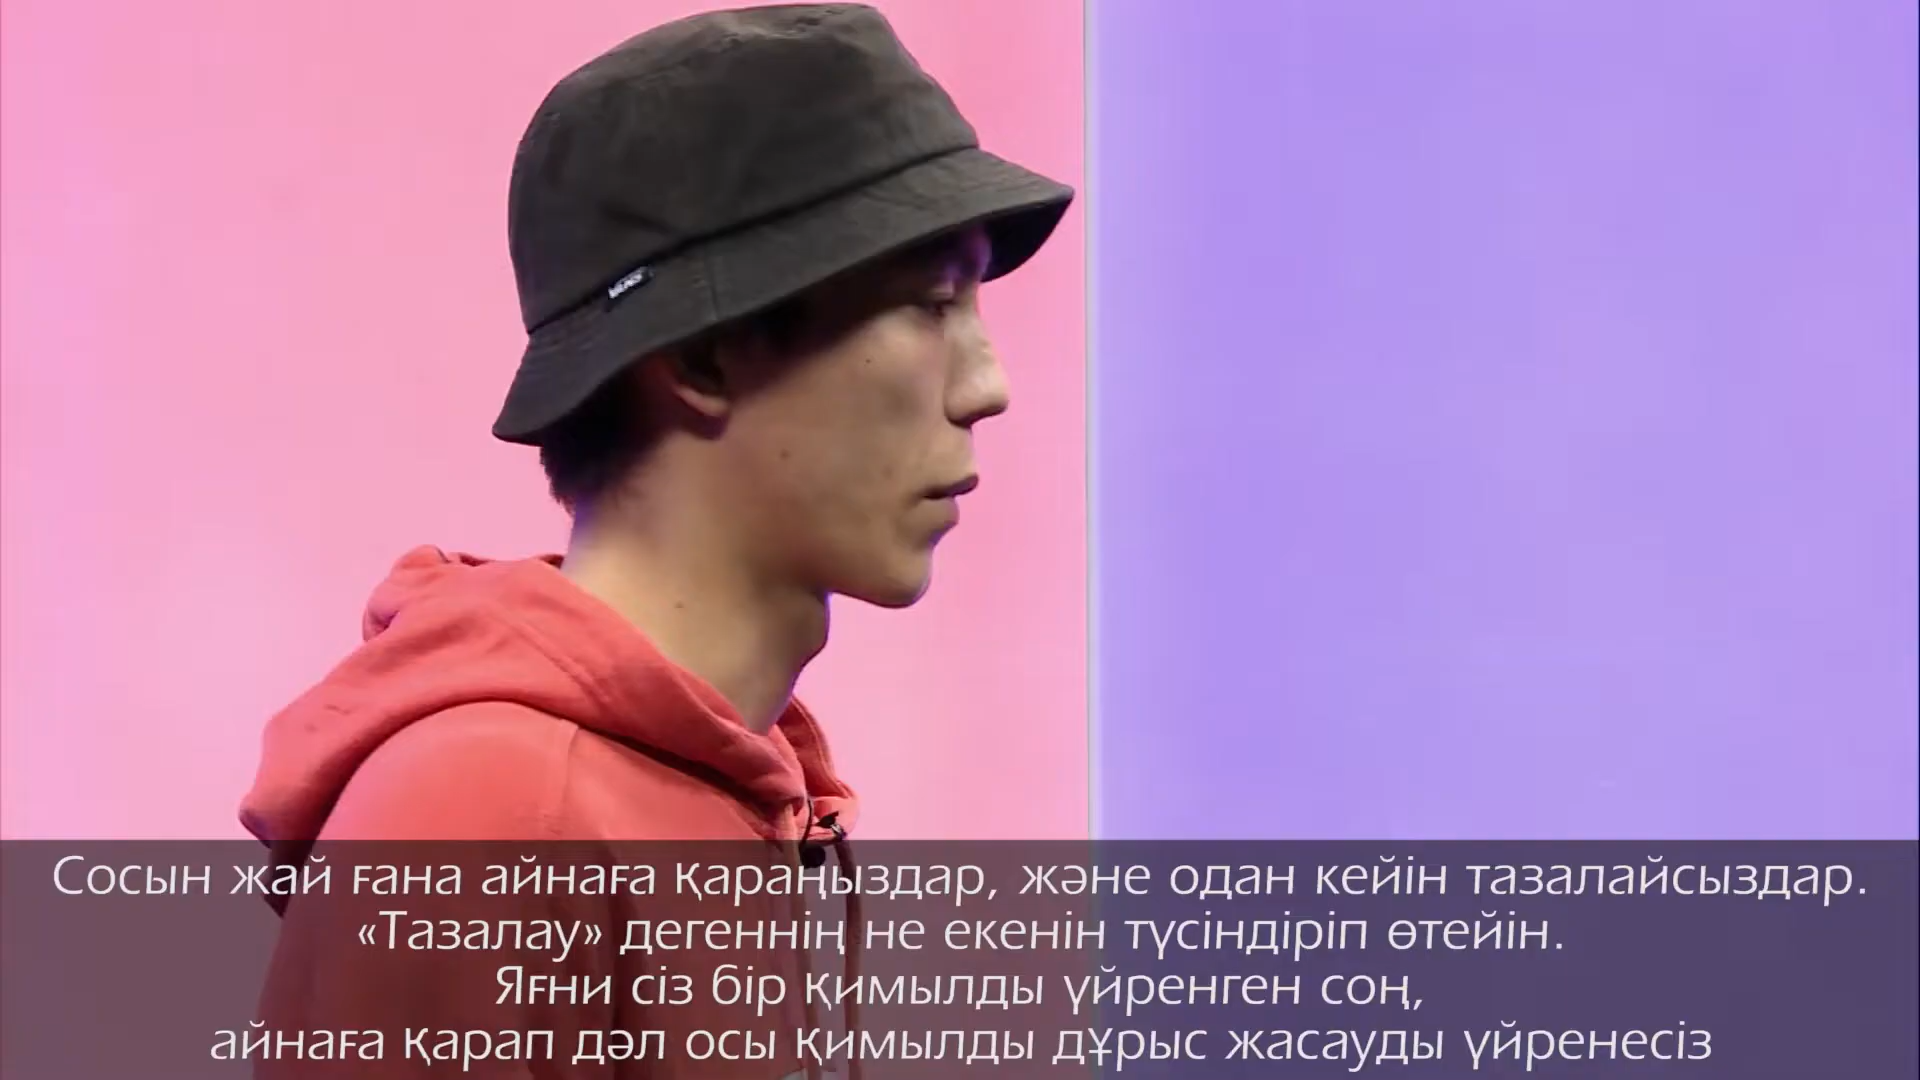 Сосын жай ғана айнаға қараңыздар, және одан кейін тазалайсыздар.
«Тазалау» дегеннің не екенін түсіндіріп өтейін.
Яғни сіз бір қимылды үйренген соң,
айнаға қарап дәл осы қимылды дұрыс жасауды үйренесіз